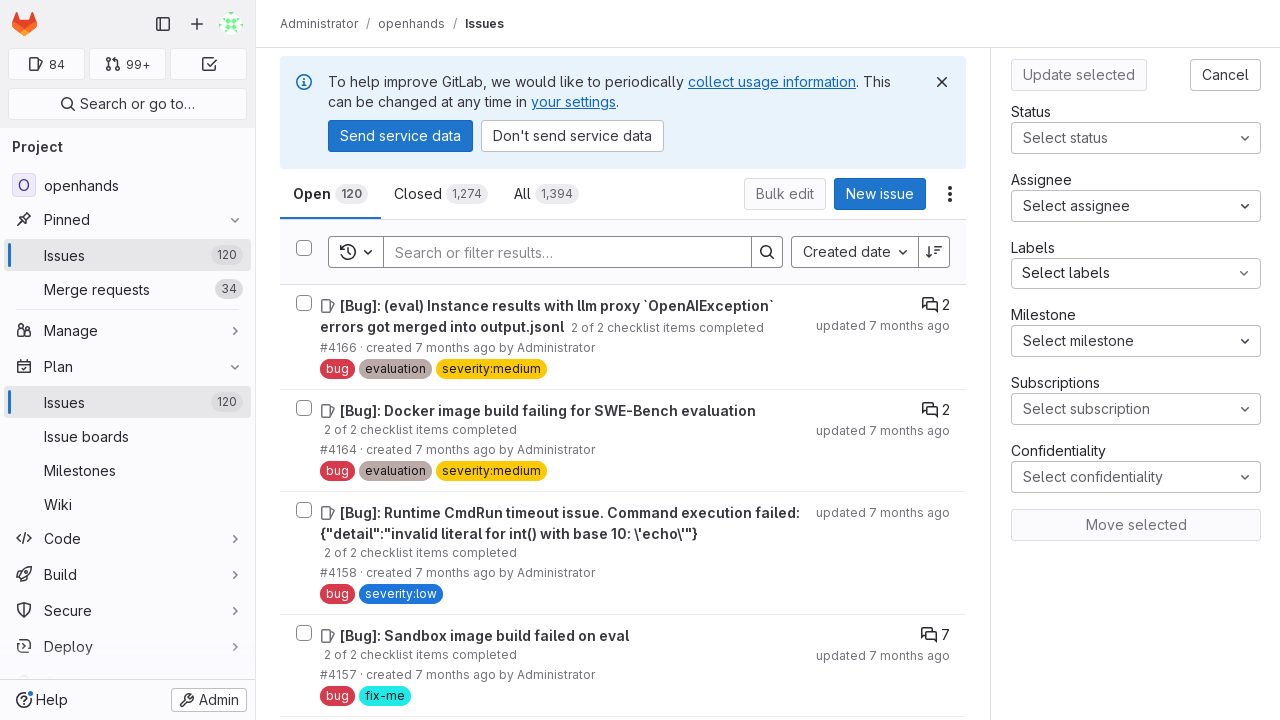 Administrator / openhands / Issues
84
99+
Search or go to…
Project
O openhands
Pinned
Issues 120
Merge requests 34
Manage
Plan
Issues 120
Issue boards
Milestones
Wiki
Code
Build
Secure
Deploy
Help
Admin
To help improve GitLab, we would like to periodically collect usage information. This
can be changed at any time in your settings.
Send service data
Don't send service data
Open 120
Closed 1,274
All 1,394
Bulk edit
New issue
Search or filter results…
Created date
[Bug]: (eval) Instance results with llm proxy `OpenAIException`
errors got merged into output.jsonl 2 of 2 checklist items completed
#4166 · created 7 months ago by Administrator
bug evaluation severity:medium
2
updated 7 months ago
[Bug]: Docker image build failing for SWE-Bench evaluation
2 of 2 checklist items completed
#4164 · created 7 months ago by Administrator
bug evaluation severity:medium
2
updated 7 months ago
[Bug]: Runtime CmdRun timeout issue. Command execution failed:
{"detail":"invalid literal for int() with base 10: \'echo\'"}
2 of 2 checklist items completed
#4158 · created 7 months ago by Administrator
bug severity:low
updated 7 months ago
[Bug]: Sandbox image build failed on eval
2 of 2 checklist items completed
#4157 · created 7 months ago by Administrator
bug fix-me
7
updated 7 months ago
Update selected
Cancel
Status
Select status
Assignee
Select assignee
Labels
Select labels
Milestone
Select milestone
Subscriptions
Select subscription
Confidentiality
Select confidentiality
Move selected